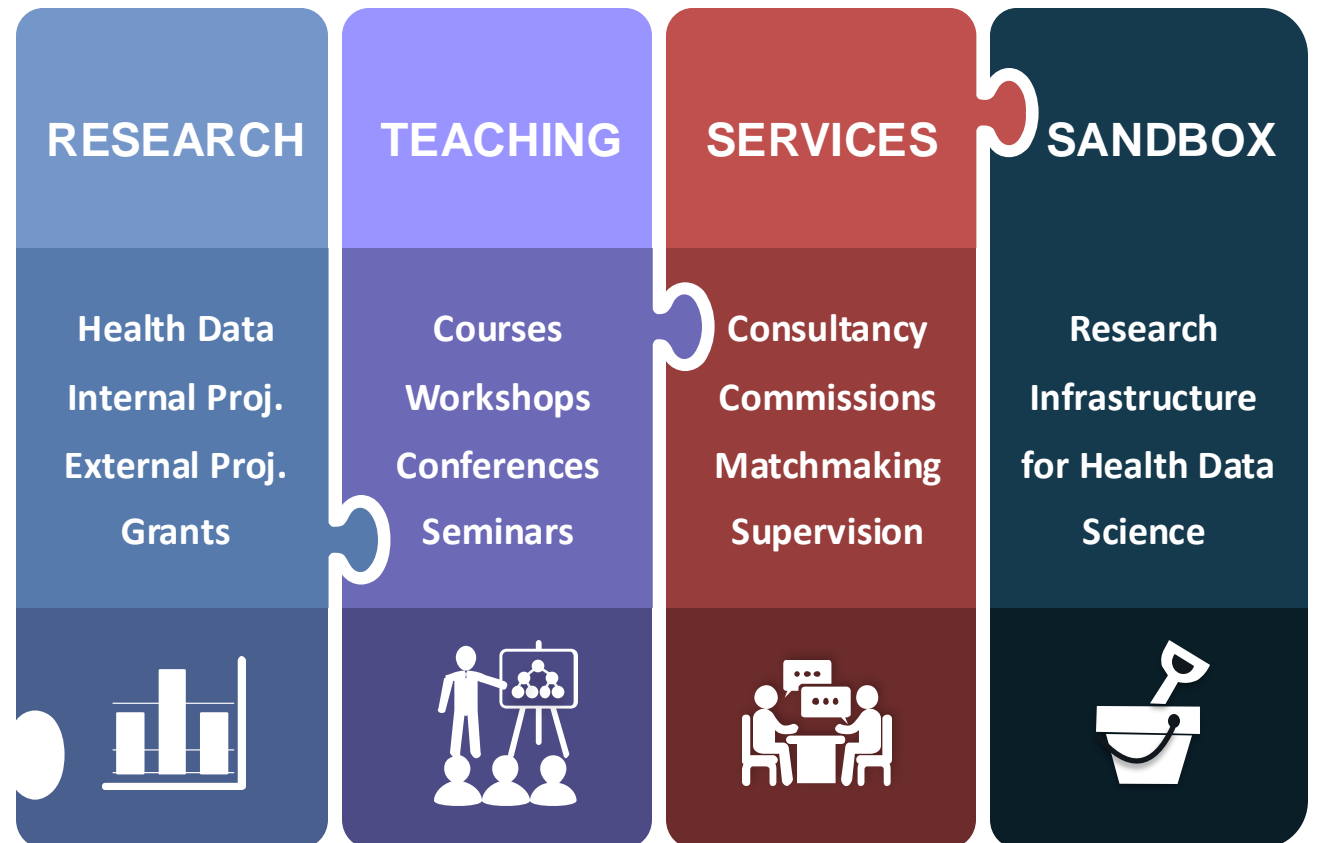 RESEARCH
Health Data
Internal Proj.
External Proj.
Grants
TEACHING
Courses
Workshops
Conferences
Seminars
SERVICES
Consultancy
Commissions
Matchmaking
Supervision
SANDBOX
Research
Infrastructure
for Health Data
Science